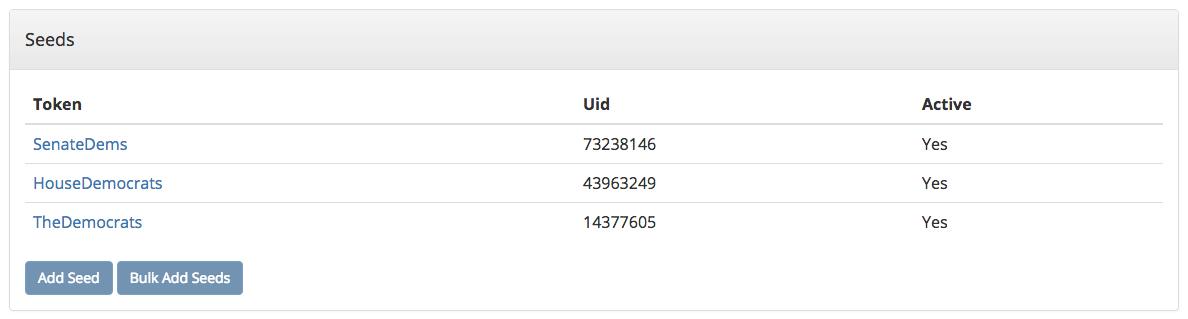 Seeds
Token Uid Active
SenateDems 73238146 Yes
HouseDemocrats 43963249 Yes
TheDemocrats 14377605 Yes
Add Seed Bulk Add Seeds